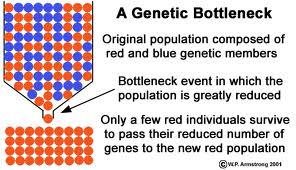 A Genetic Bottleneck
Original population composed of
red and blue genetic members
Bottleneck event in which the
population is greatly reduced
Only a few red individuals survive
to pass their reduced number of
genes to the new red population
©W.P. Armstrong 2001